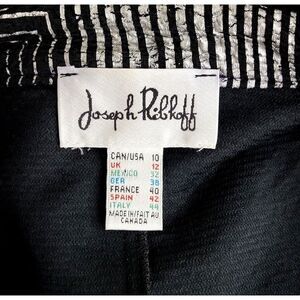 Joseph Ribkoff
CAN/USA 10
UK 12
MEXICO 32
GER 38
FRANCE 40
SPAIN 42
ITALY 44
MADE IN/FAIT AU
CANADA